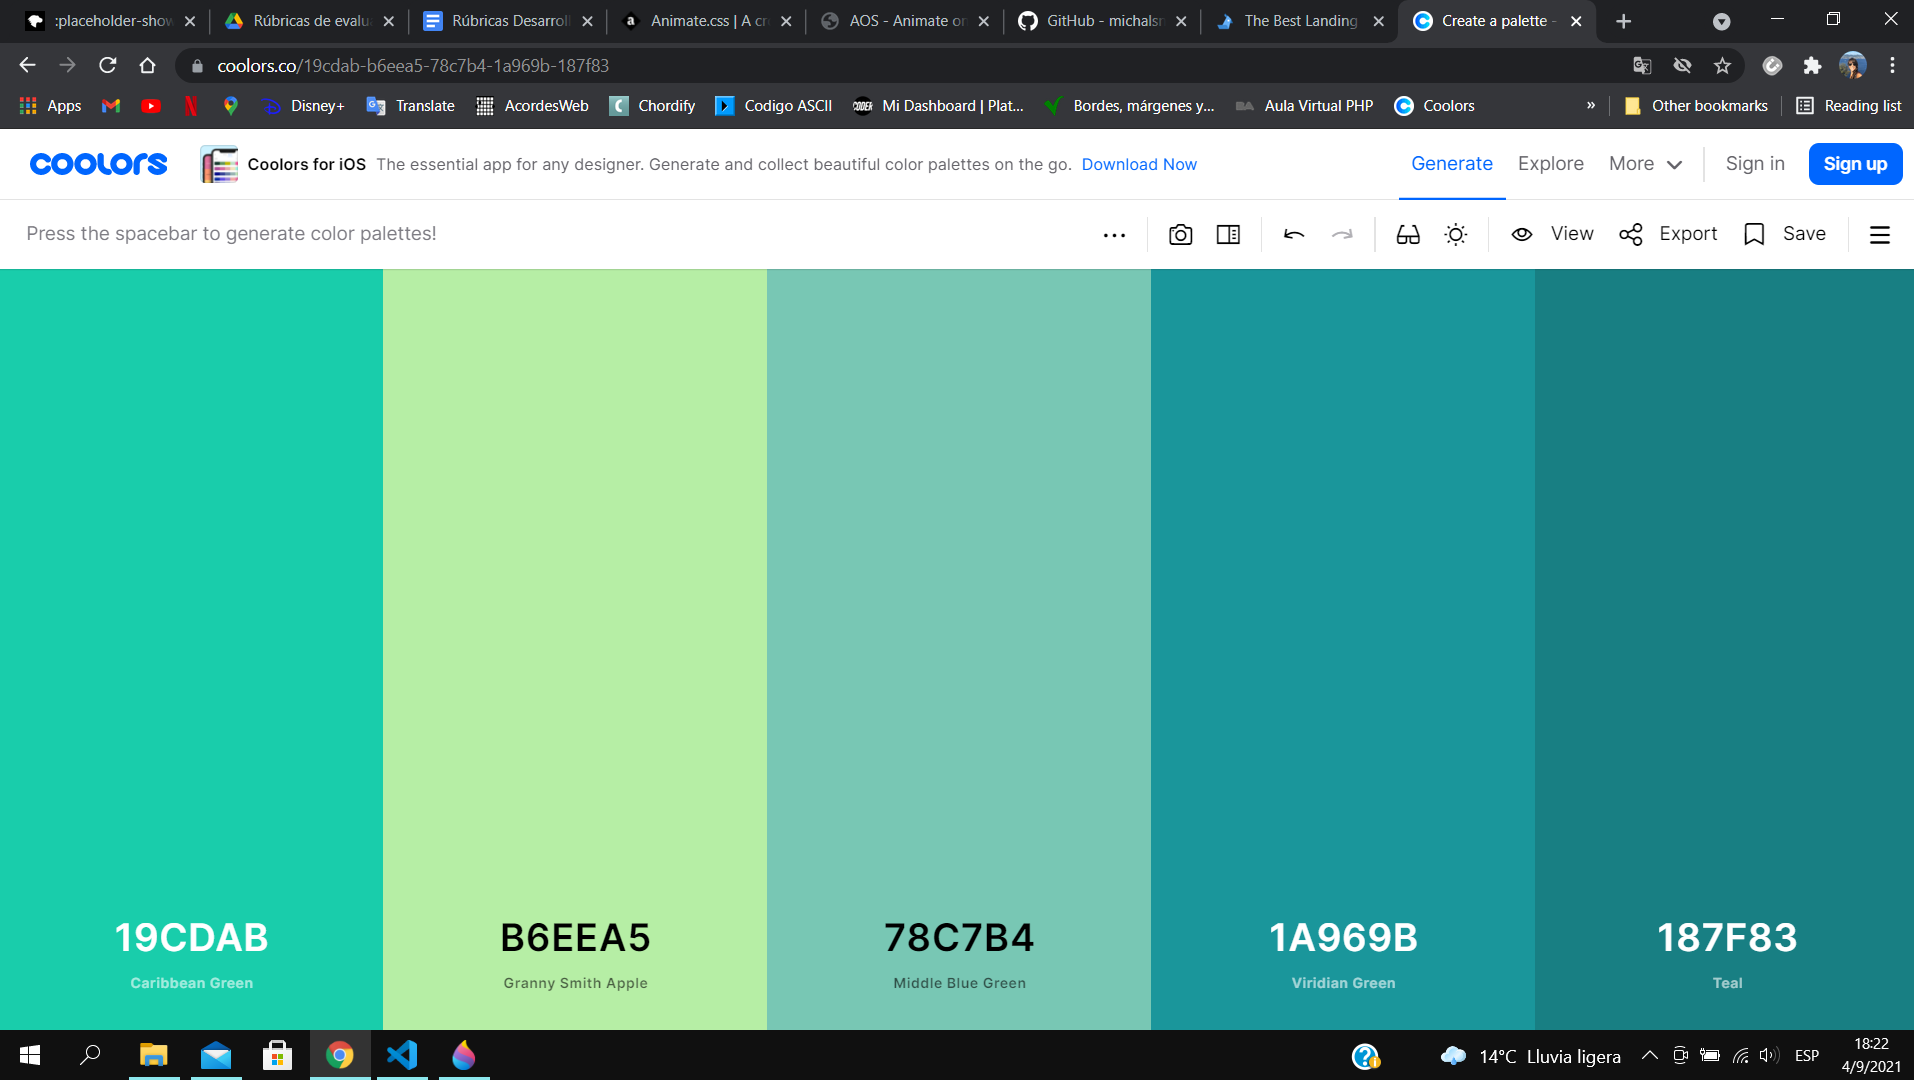 :placeholder-show
Rúbricas de evalua
Rúbricas Desarroll
Animate.css | A cr
AOS - Animate on
GitHub - michalsn
The Best Landing
Create a palette -
coolors.co/19cdab-b6eea5-78c7b4-1a969b-187f83
Apps
Disney+
Translate
AcordesWeb
Chordify
Codigo ASCII
Mi Dashboard | Plat...
Bordes, márgenes y...
Aula Virtual PHP
Coolors
»
Other bookmarks
Reading list
coolors
Coolors for iOS The essential app for any designer. Generate and collect beautiful color palettes on the go. Download Now
Generate
Explore
More
Sign in
Sign up
Press the spacebar to generate color palettes!
View
Export
Save
19CDAB
Caribbean Green
B6EEA5
Granny Smith Apple
78C7B4
Middle Blue Green
1A969B
Viridian Green
187F83
Teal
14°C Lluvia ligera
ESP
18:22
4/9/2021